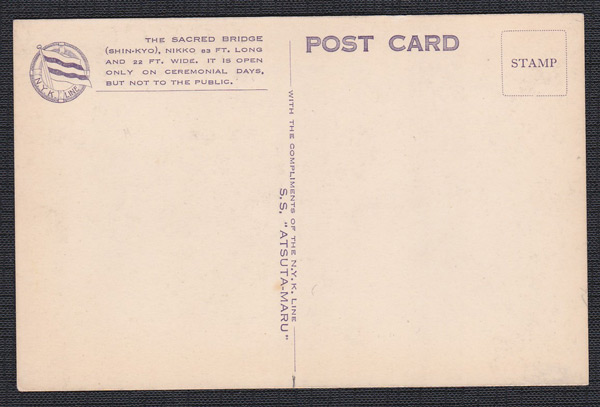 THE SACRED BRIDGE
(SHIN-KYO), NIKKO 83 FT. LONG
AND 22 FT. WIDE. IT IS OPEN
ONLY ON CEREMONIAL DAYS,
BUT NOT TO THE PUBLIC.
N.Y.K. LINE
POST CARD
STAMP
WITH THE COMPLIMENTS OF THE N.Y.K. LINE
S.S. "ATSUTA-MARU"